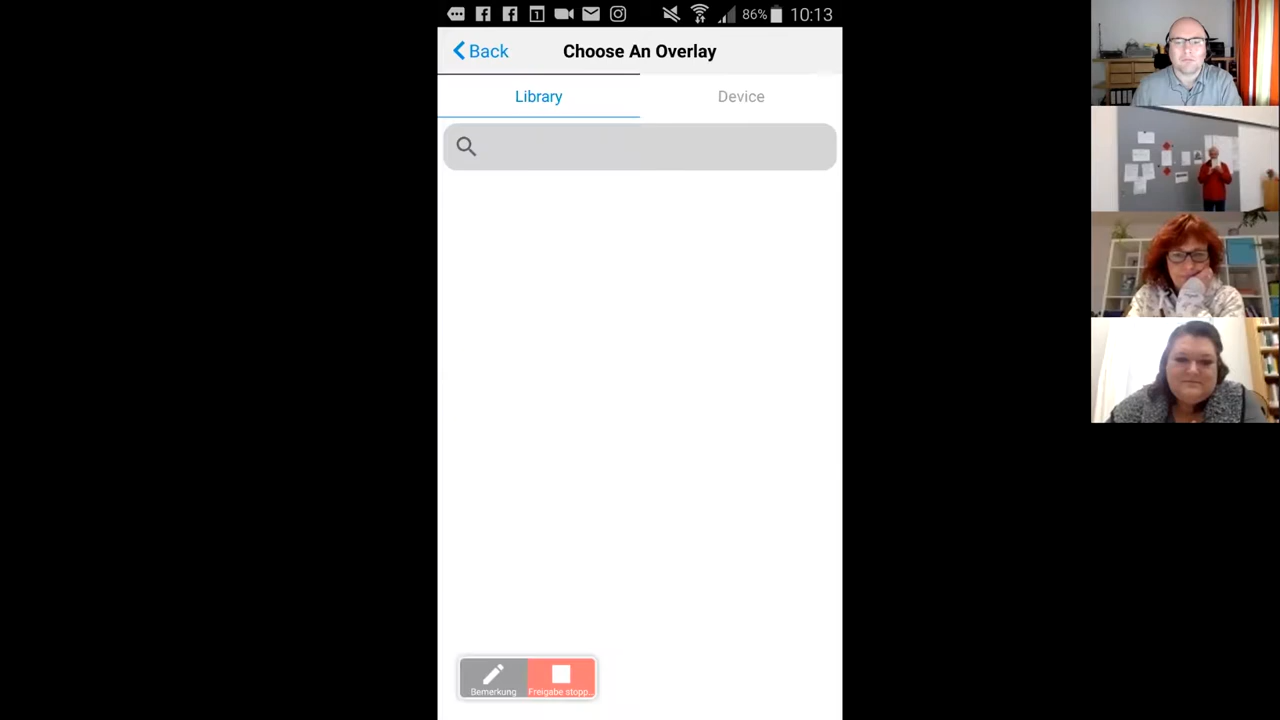 86% 10:13
Back Choose An Overlay
Library Device
Bemerkung Freigabe stopp...